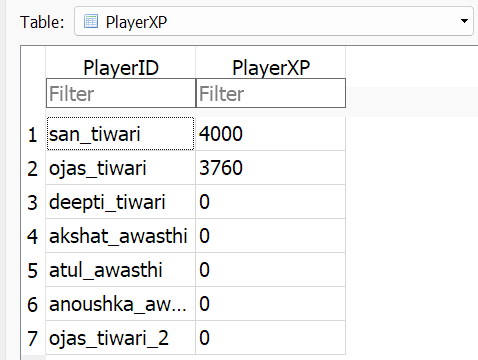 Table: PlayerXP
PlayerID PlayerXP
Filter Filter
1 san_tiwari 4000
2 ojas_tiwari 3760
3 deepti_tiwari 0
4 akshat_awasthi 0
5 atul_awasthi 0
6 anoushka_aw... 0
7 ojas_tiwari_2 0